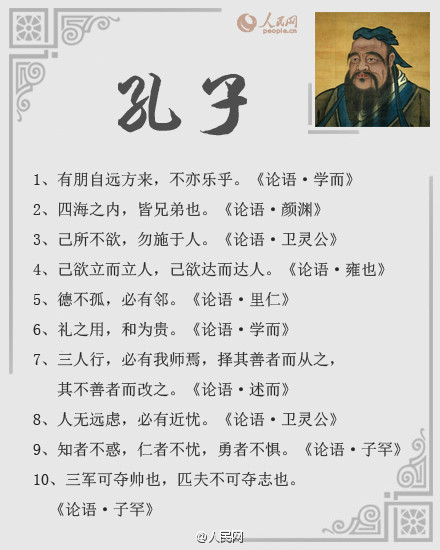 人民网
people.cn
孔子
1、有朋自远方来，不亦乐乎。《论语·学而》
2、四海之内，皆兄弟也。《论语·颜渊》
3、己所不欲，勿施于人。《论语·卫灵公》
4、己欲立而立人，己欲达而达人。《论语·雍也》
5、德不孤，必有邻。《论语·里仁》
6、礼之用，和为贵。《论语·学而》
7、三人行，必有我师焉，择其善者而从之，
其不善者而改之。《论语·述而》
8、人无远虑，必有近忧。《论语·卫灵公》
9、知者不惑，仁者不忧，勇者不惧。《论语·子罕》
10、三军可夺帅也，匹夫不可夺志也。
《论语·子罕》
@人民网